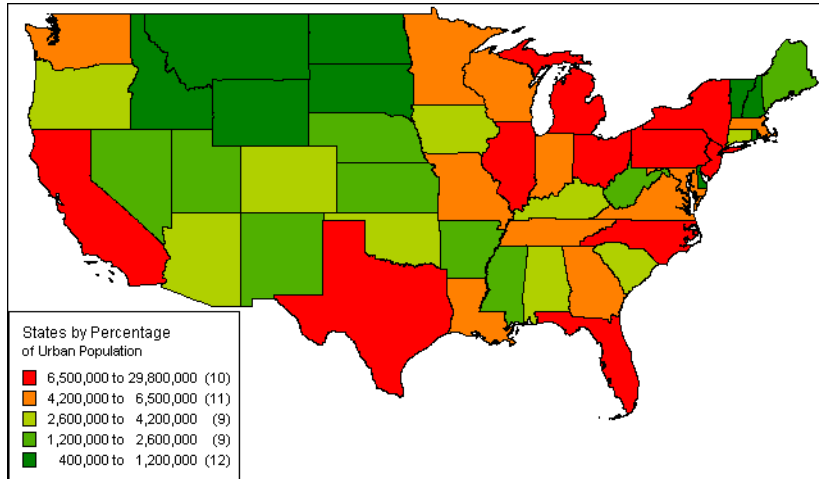 States by Percentage
of Urban Population
6,500,000 to 29,800,000 (10)
4,200,000 to 6,500,000 (11)
2,600,000 to 4,200,000 (9)
1,200,000 to 2,600,000 (9)
400,000 to 1,200,000 (12)